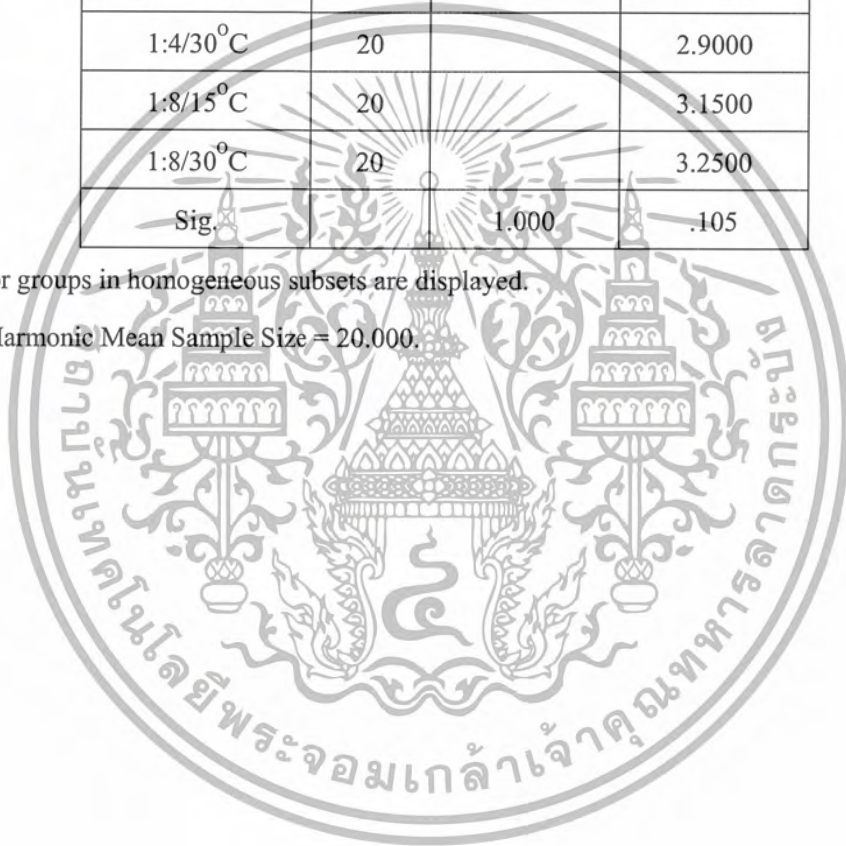 1:4/30°C 20 2.9000
1:8/15°C 20 3.1500
1:8/30°C 20 3.2500
Sig. 1.000 .105
r groups in homogeneous subsets are displayed.
Harmonic Mean Sample Size = 20.000.
สถาบันเทคโนโลยีพระจอมเกล้าเจ้าคุณทหารลาดกระบัง